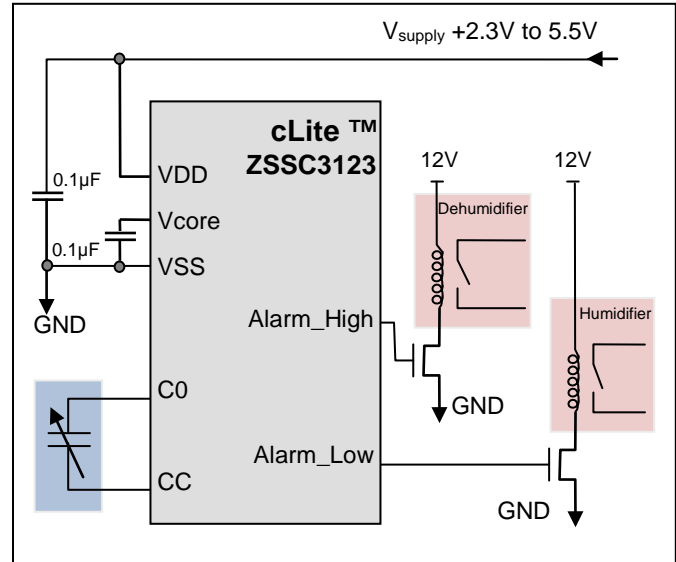 Vsupply +2.3V to 5.5V
cLite ™
ZSSC3123
12V
12V
VDD
0.1µF
Dehumidifier
Vcore
0.1µF
VSS
GND
Alarm_High
Humidifier
C0
GND
Alarm_Low
CC
GND